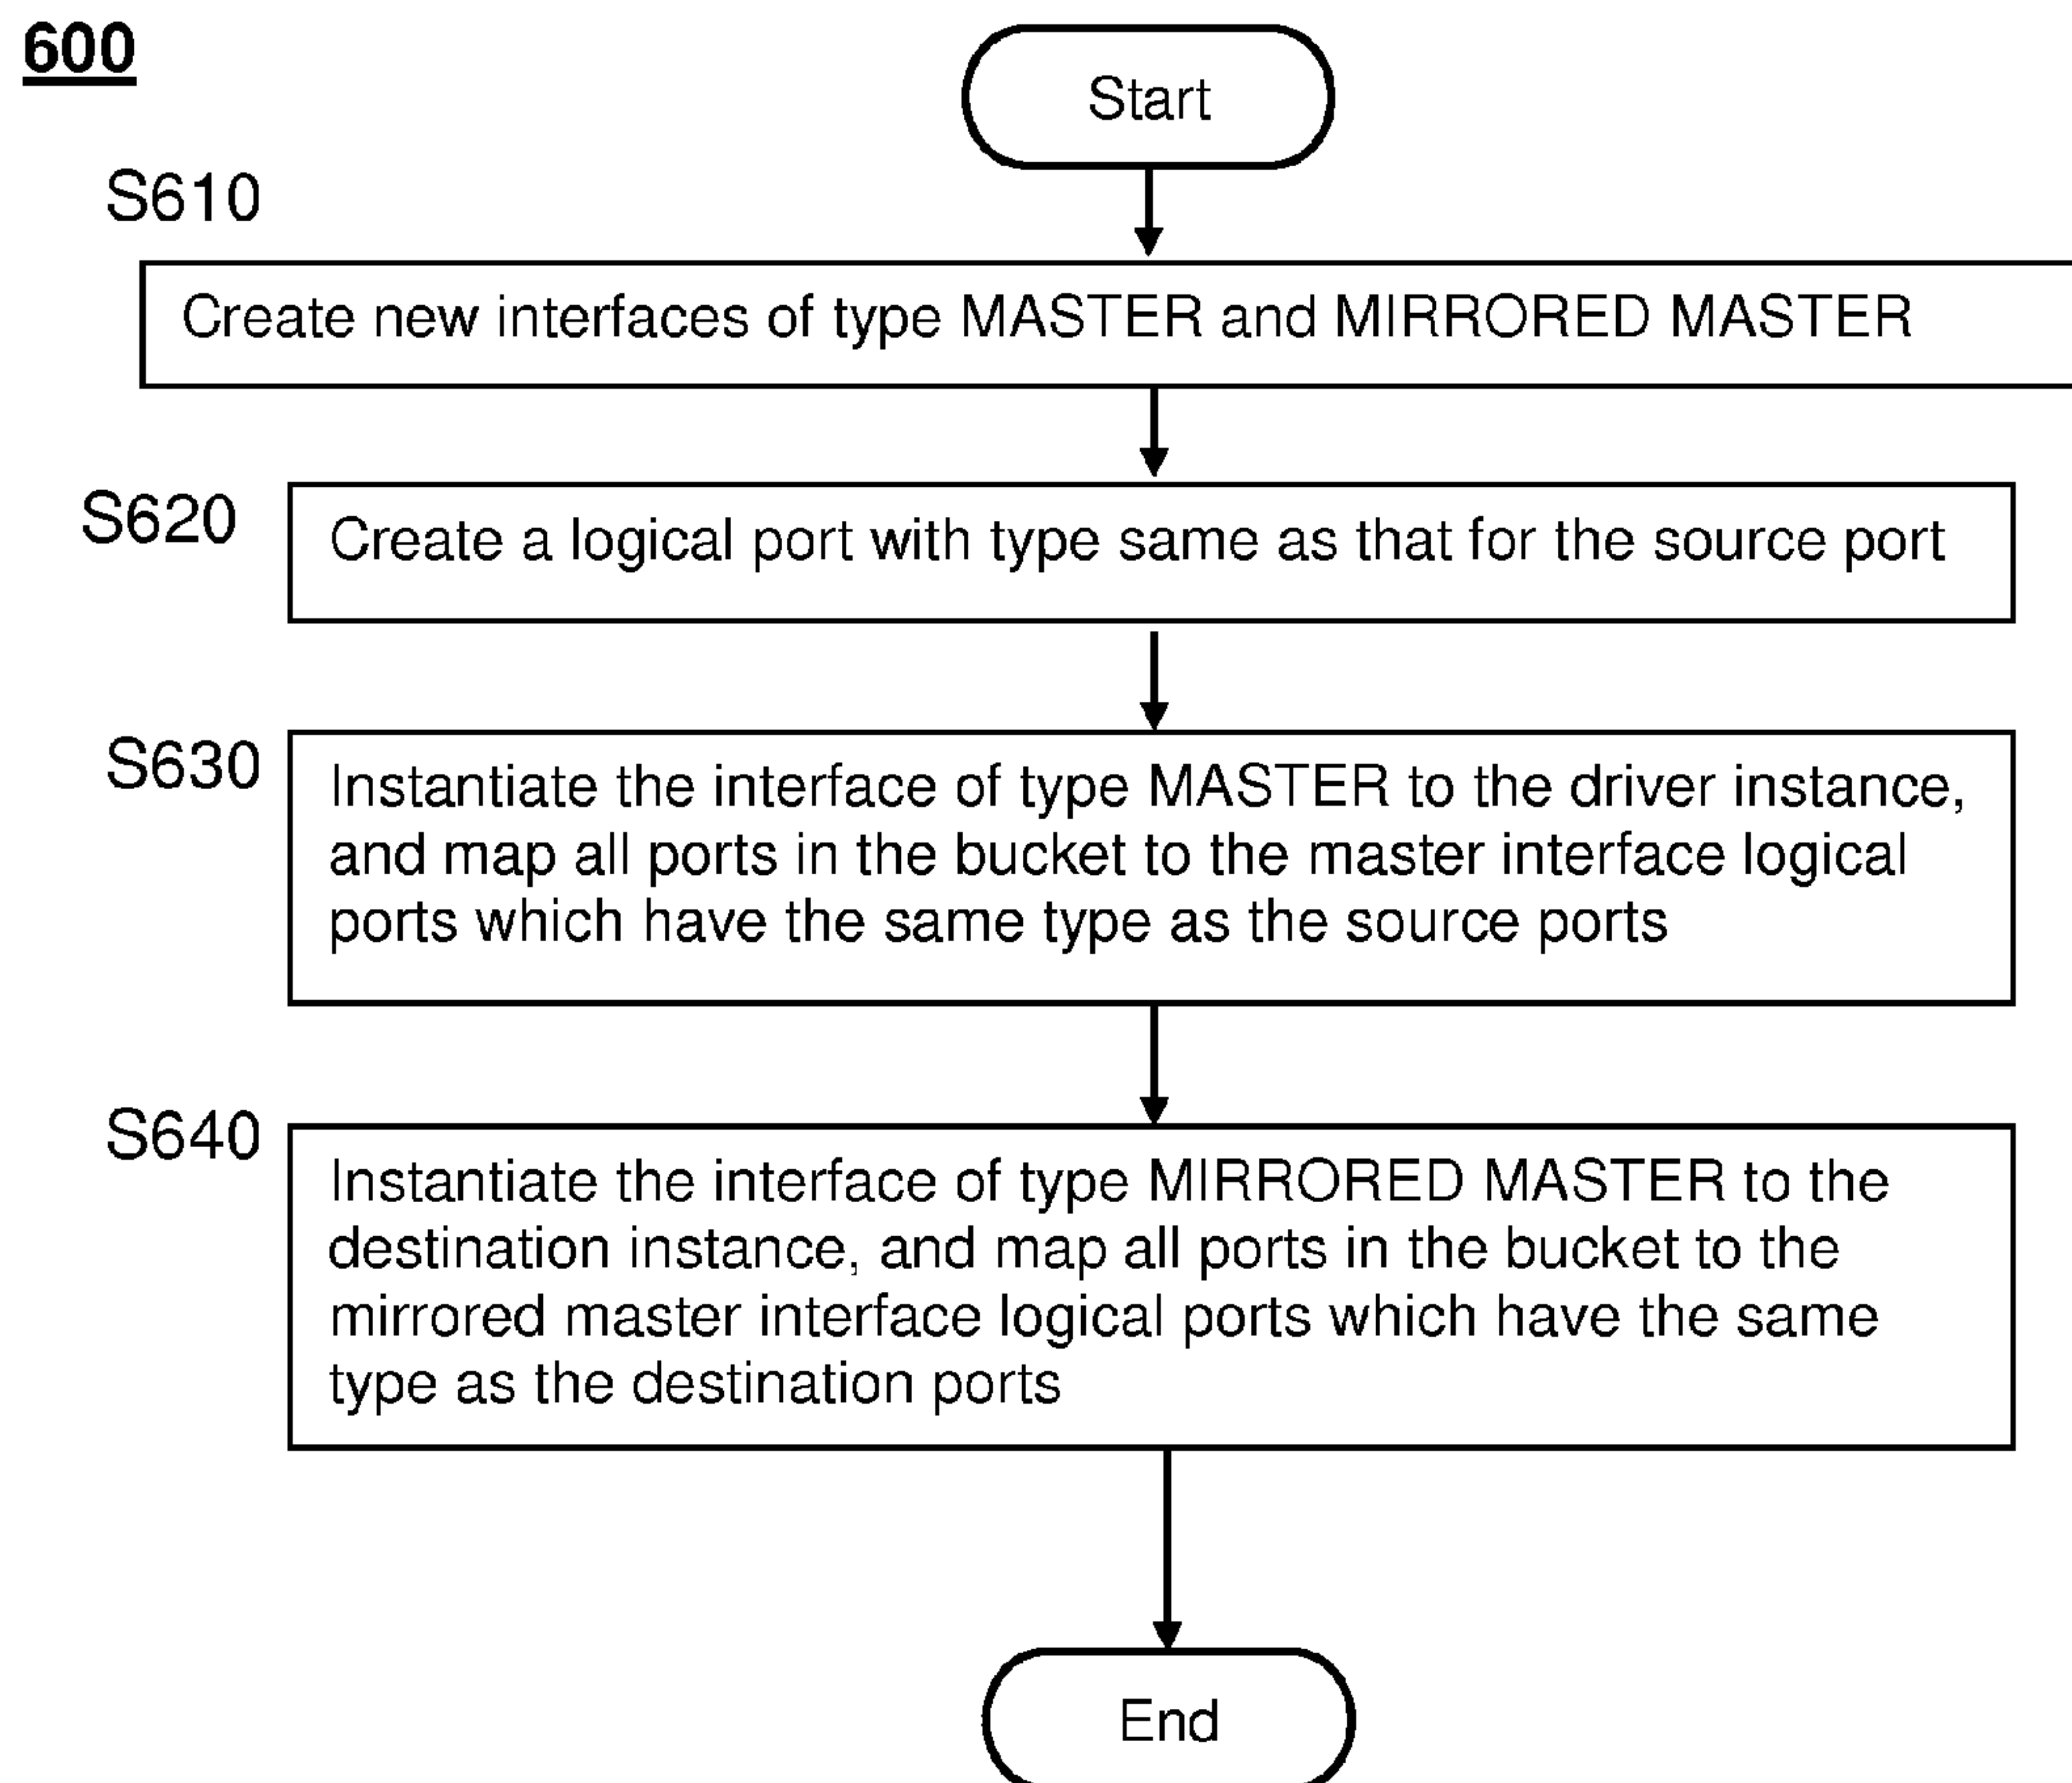 600
Start
S610
Create new interfaces of type MASTER and MIRRORED MASTER
S620
Create a logical port with type same as that for the source port
S630
Instantiate the interface of type MASTER to the driver instance,
and map all ports in the bucket to the master interface logical
ports which have the same type as the source ports
S640
Instantiate the interface of type MIRRORED MASTER to the
destination instance, and map all ports in the bucket to the
mirrored master interface logical ports which have the same
type as the destination ports
End